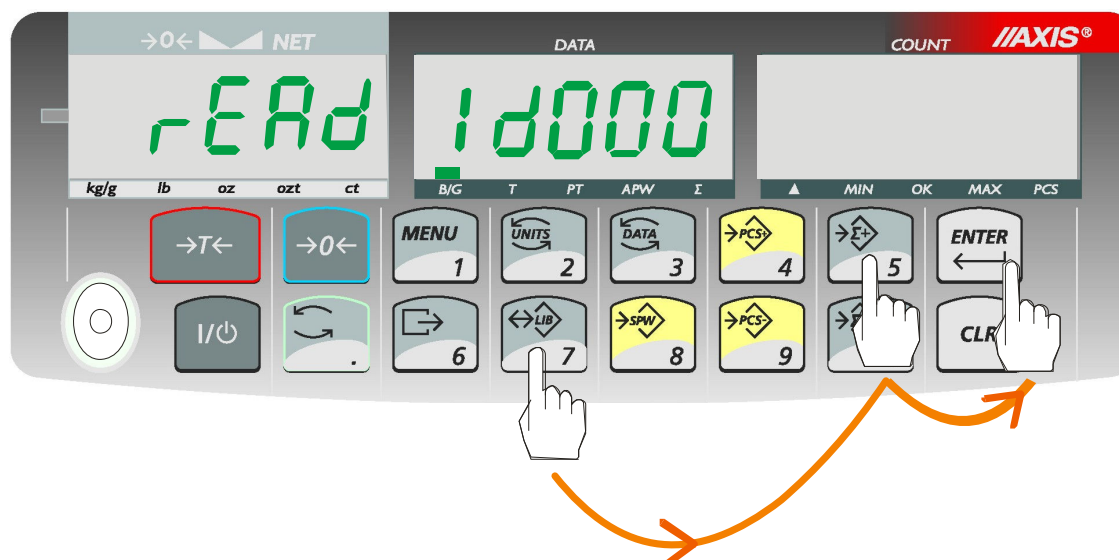 →0← NET DATA COUNT //AXIS®
rEAd 1d000
kg/g lb oz ozt ct B/G T PT APW Σ ▲ MIN OK MAX PCS
→T← →0← MENU 1 UNITS 2 DATA 3 →PCS+ 4 →Σ+ 5 ENTER
I/⏻ . 6 ↔LIB 7 →SPW 8 →PCS- 9